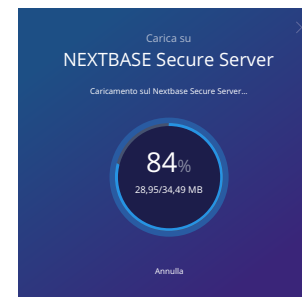 Carica su
NEXTBASE Secure Server
Caricamento sul Nextbase Secure Server...
84%
28,95/34,49 MB
Annulla